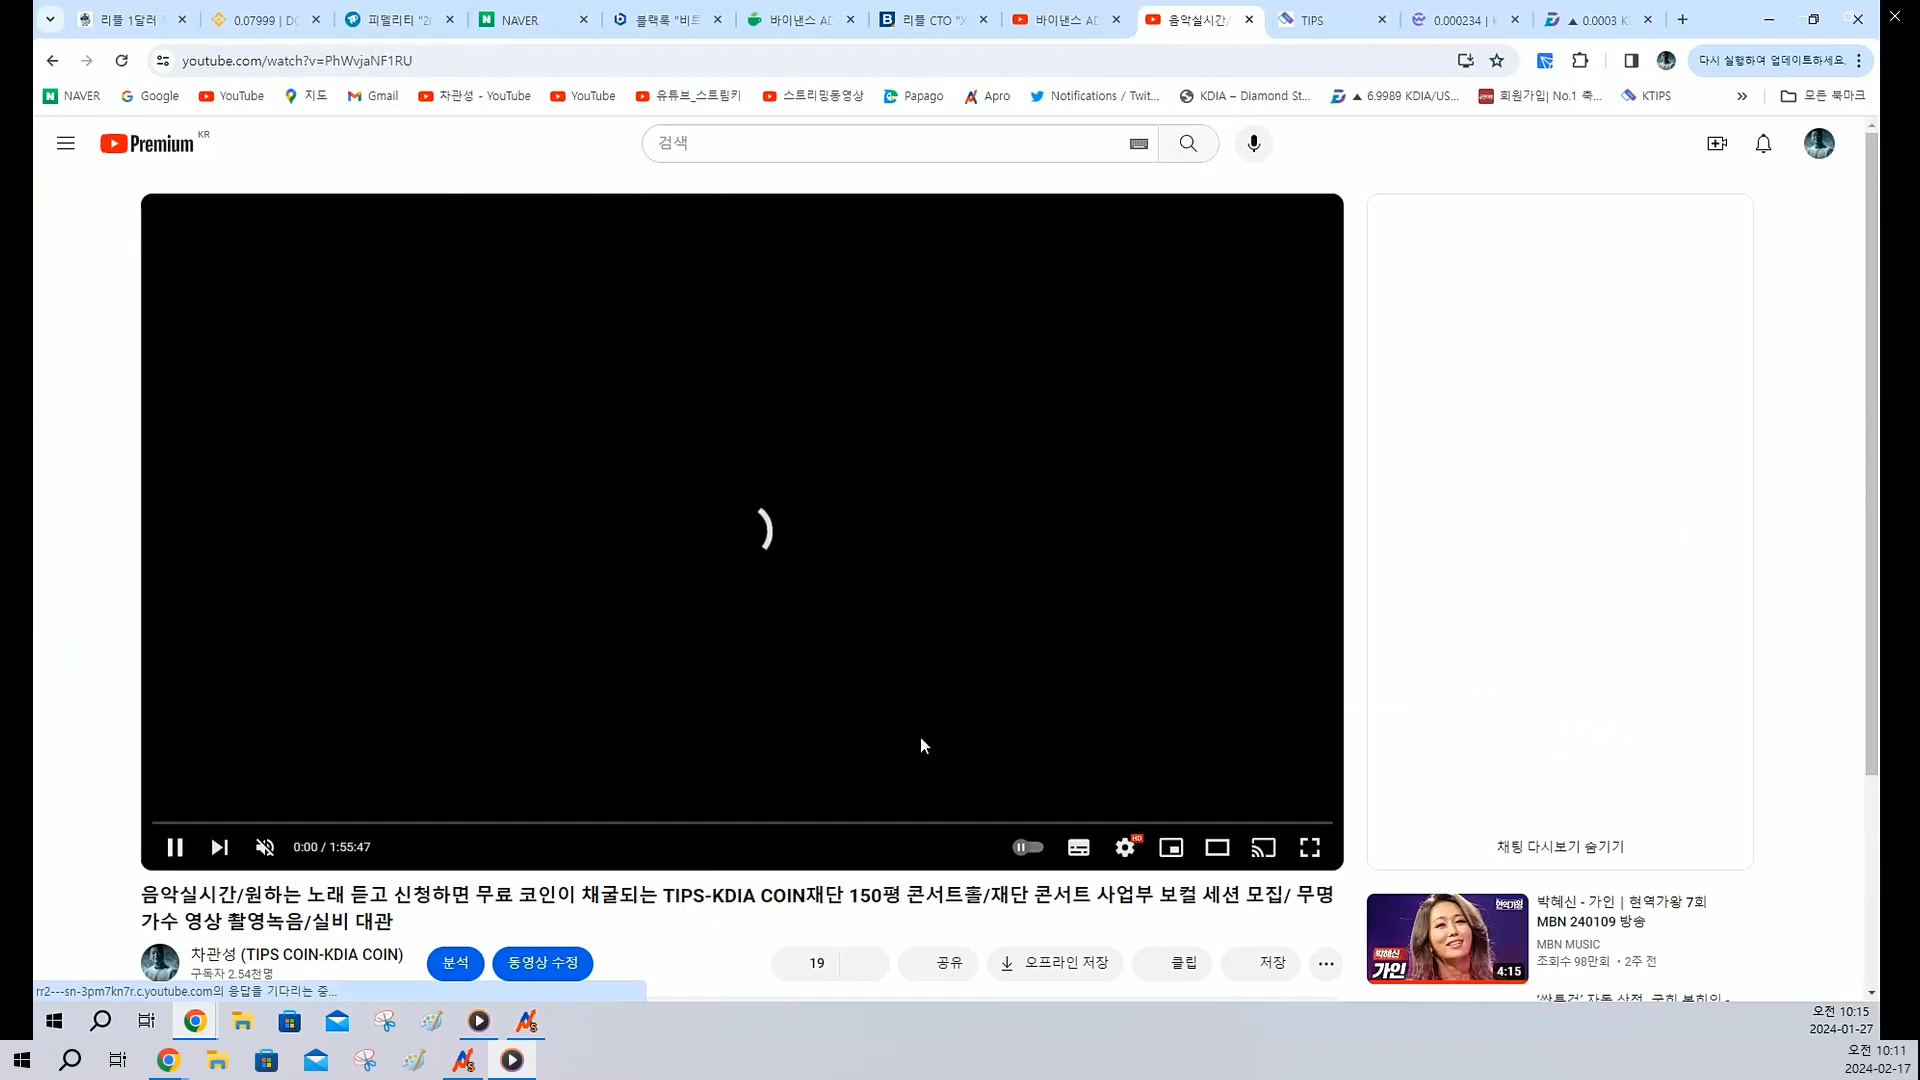 리플 1달러
0.07999 | D
피델리티 "2
NAVER
블랙록 "비트
바이낸스 AD
리플 CTO "X
바이낸스 AD
음악실시간/
TIPS
0.000234 |
▲ 0.0003 K
youtube.com/watch?v=PhWvjaNF1RU
다시 실행하여 업데이트하세요.
NAVER
Google
YouTube
지도
Gmail
차관성 - YouTube
YouTube
유튜브_스트림키
스트리밍동영상
Papago
Apro
Notifications / Twit...
KDIA – Diamond St...
▲ 6.9989 KDIA/US...
회원가입| No.1 축...
KTIPS
»
모든 북마크
Premium KR
검색
0:00 / 1:55:47
HD
채팅 다시보기 숨기기
음악실시간/원하는 노래 듣고 신청하면 무료 코인이 채굴되는 TIPS-KDIA COIN재단 150평 콘서트홀/재단 콘서트 사업부 보컬 세션 모집/ 무명
가수 영상 촬영녹음/실비 대관
차관성 (TIPS COIN-KDIA COIN)
구독자 2.54천명
분석
동영상 수정
19
공유
오프라인 저장
클립
저장
현역가왕
박혜신
가인
4:15
박혜신 - 가인 | 현역가왕 7회
MBN 240109 방송
MBN MUSIC
조회수 98만회 • 2주 전
rr2---sn-3pm7kn7r.c.youtube.com의 응답을 기다리는 중...
오전 10:15
2024-01-27
오전 10:11
2024-02-17